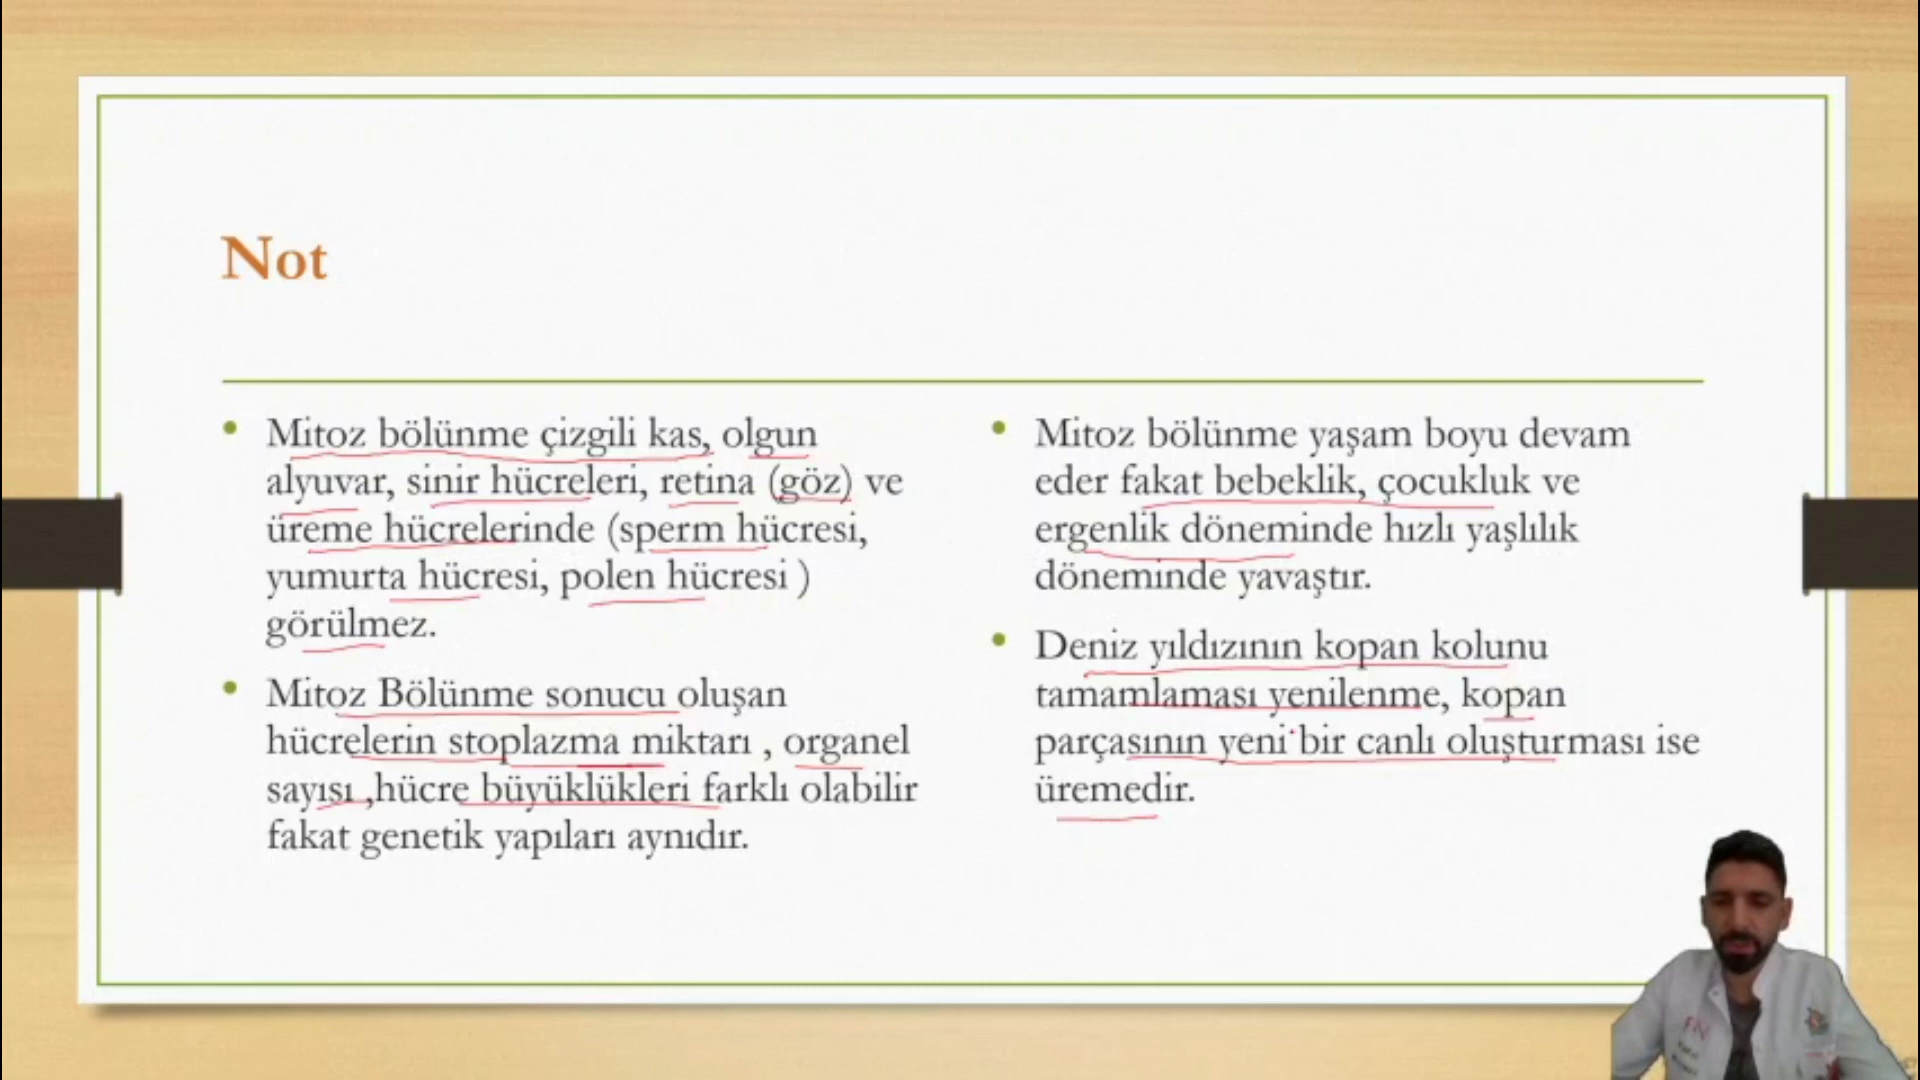 Not
Mitoz bölünme çizgili kas, olgun
alyuvar, sinir hücreleri, retina (göz) ve
üreme hücrelerinde (sperm hücresi,
yumurta hücresi, polen hücresi )
görülmez.
Mitoz Bölünme sonucu oluşan
hücrelerin stoplazma miktarı , organel
sayısı ,hücre büyüklükleri farklı olabilir
fakat genetik yapıları aynıdır.
Mitoz bölünme yaşam boyu devam
eder fakat bebeklik, çocukluk ve
ergenlik döneminde hızlı yaşlılık
döneminde yavaştır.
Deniz yıldızının kopan kolunu
tamamlaması yenilenme, kopan
parçasının yeni bir canlı oluşturması ise
üremedir.